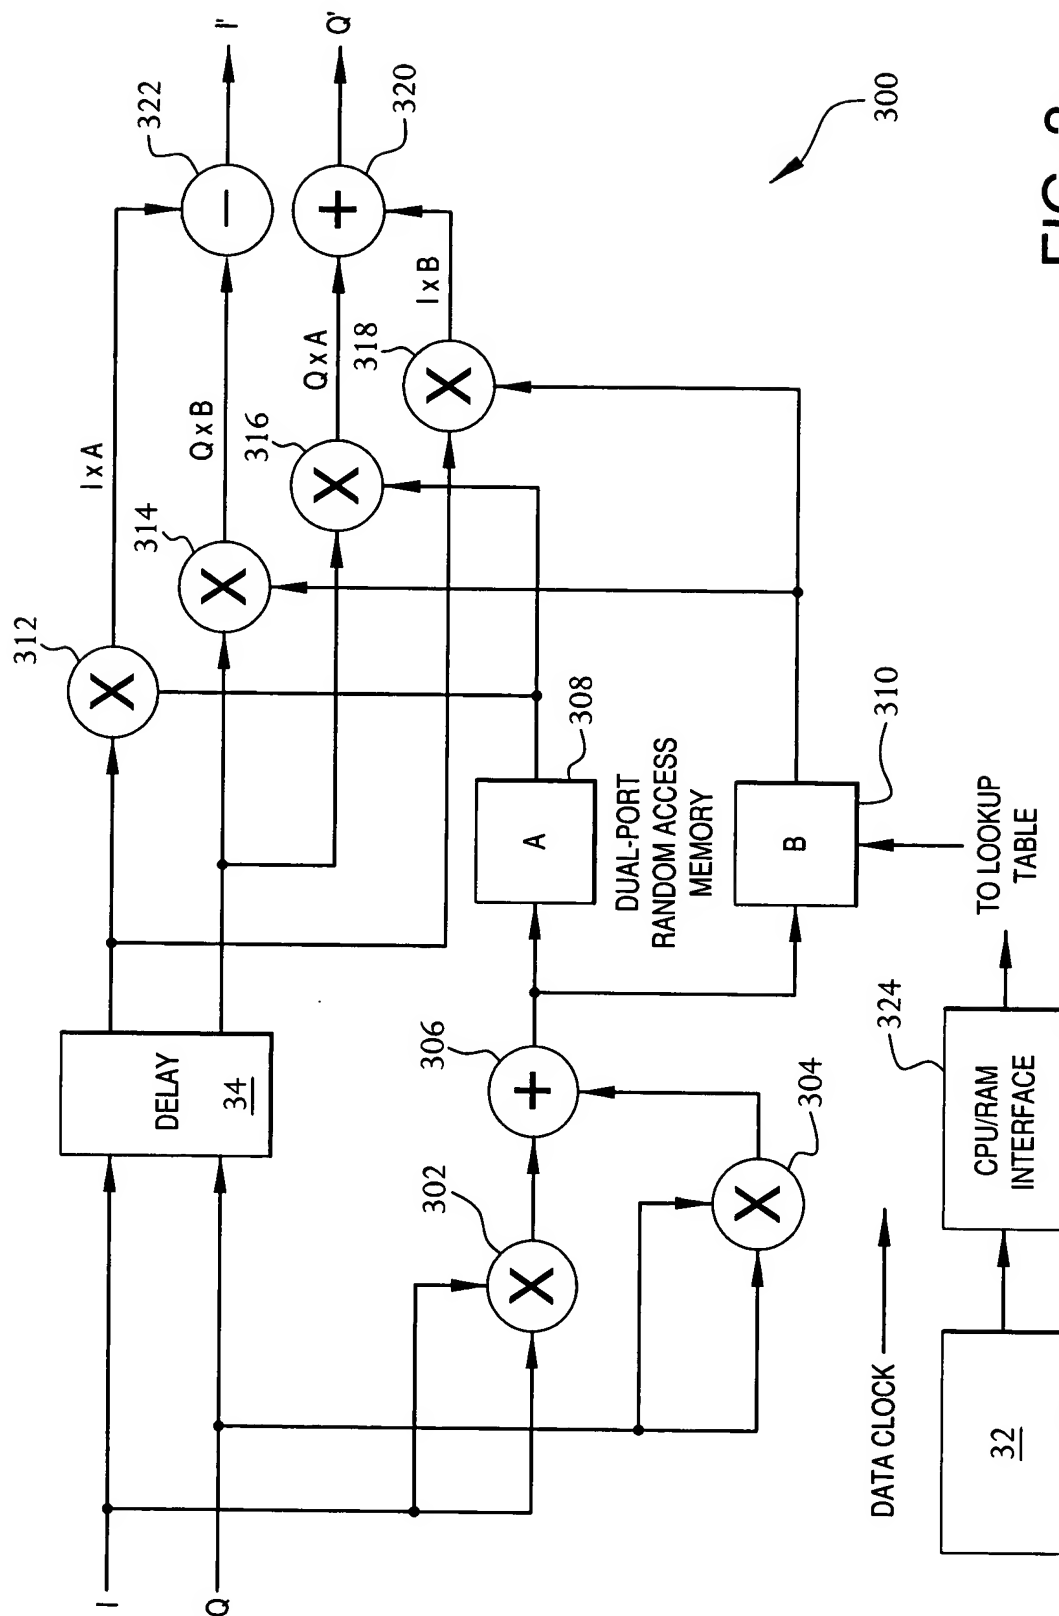 I
Q
DELAY
34
302
304
306
A
308
DUAL-PORT
RANDOM ACCESS
MEMORY
B
310
TO LOOKUP
TABLE
312
314
316
318
I x A
Q x B
Q x A
I x B
322
320
I'
Q'
300
DATA CLOCK
32
CPU/RAM
INTERFACE
324
FIG.